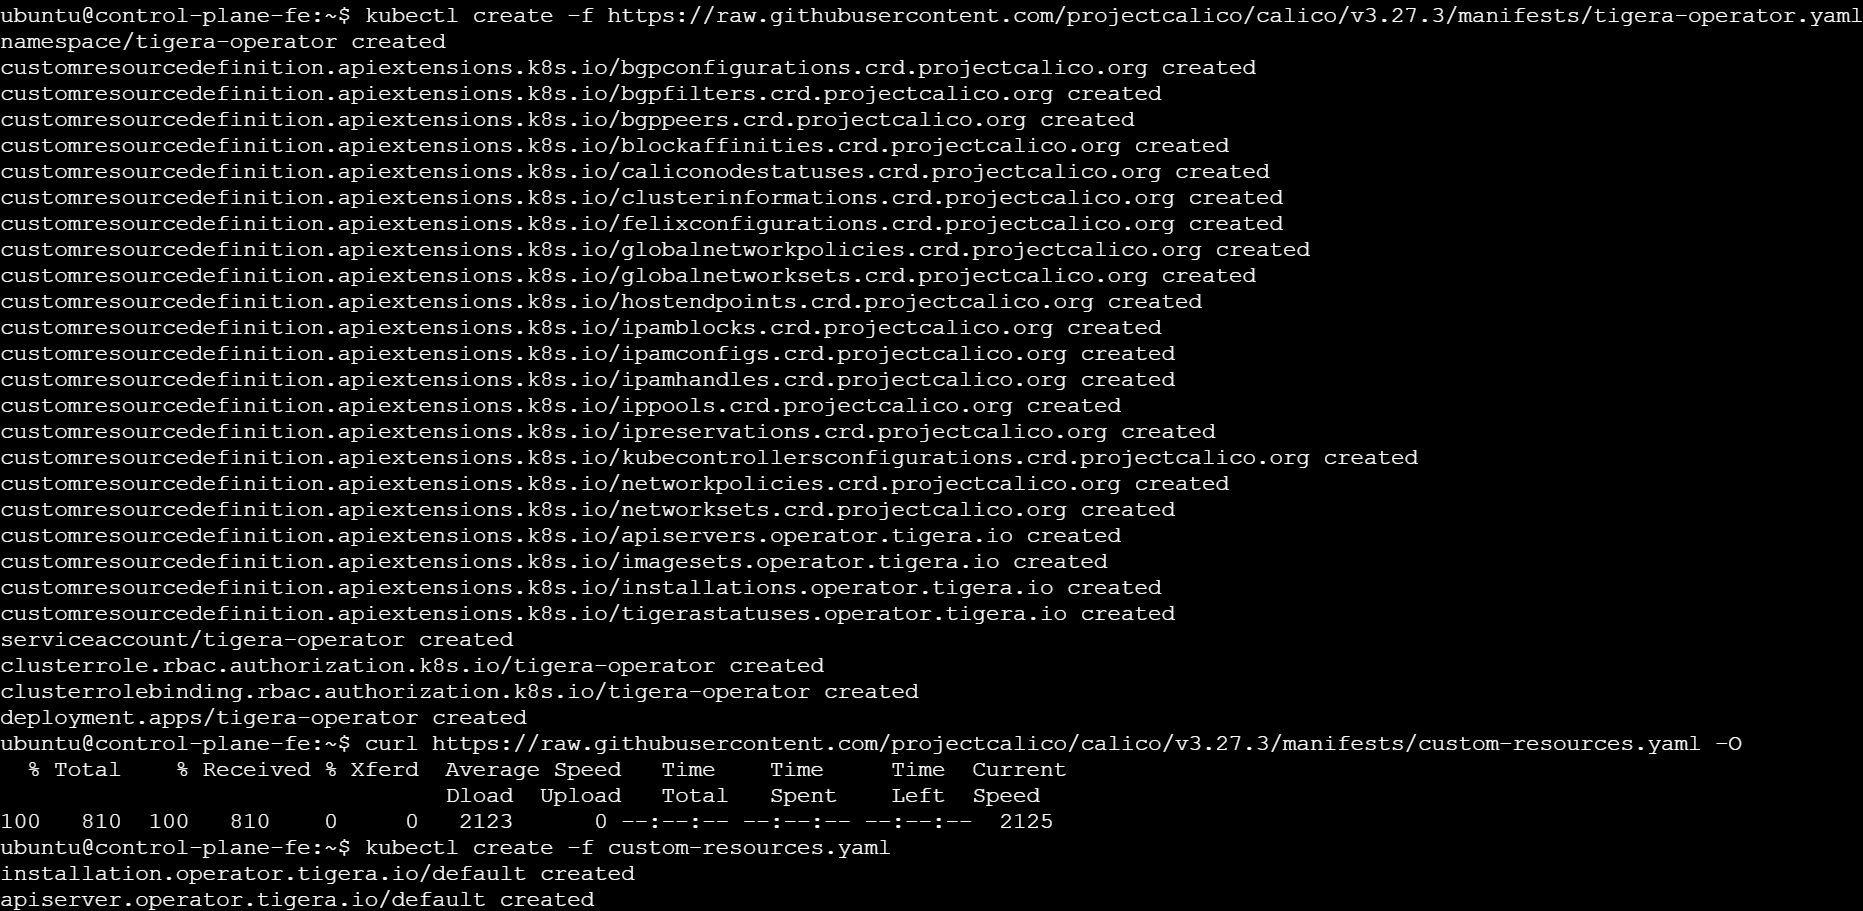 ubuntu@control-plane-fe:~$ kubectl create -f https://raw.githubusercontent.com/projectcalico/calico/v3.27.3/manifests/tigera-operator.yaml
namespace/tigera-operator created
customresourcedefinition.apiextensions.k8s.io/bgpconfigurations.crd.projectcalico.org created
customresourcedefinition.apiextensions.k8s.io/bgpfilters.crd.projectcalico.org created
customresourcedefinition.apiextensions.k8s.io/bgppeers.crd.projectcalico.org created
customresourcedefinition.apiextensions.k8s.io/blockaffinities.crd.projectcalico.org created
customresourcedefinition.apiextensions.k8s.io/caliconodestatuses.crd.projectcalico.org created
customresourcedefinition.apiextensions.k8s.io/clusterinformations.crd.projectcalico.org created
customresourcedefinition.apiextensions.k8s.io/felixconfigurations.crd.projectcalico.org created
customresourcedefinition.apiextensions.k8s.io/globalnetworkpolicies.crd.projectcalico.org created
customresourcedefinition.apiextensions.k8s.io/globalnetworksets.crd.projectcalico.org created
customresourcedefinition.apiextensions.k8s.io/hostendpoints.crd.projectcalico.org created
customresourcedefinition.apiextensions.k8s.io/ipamblocks.crd.projectcalico.org created
customresourcedefinition.apiextensions.k8s.io/ipamconfigs.crd.projectcalico.org created
customresourcedefinition.apiextensions.k8s.io/ipamhandles.crd.projectcalico.org created
customresourcedefinition.apiextensions.k8s.io/ippools.crd.projectcalico.org created
customresourcedefinition.apiextensions.k8s.io/ipreservations.crd.projectcalico.org created
customresourcedefinition.apiextensions.k8s.io/kubecontrollersconfigurations.crd.projectcalico.org created
customresourcedefinition.apiextensions.k8s.io/networkpolicies.crd.projectcalico.org created
customresourcedefinition.apiextensions.k8s.io/networksets.crd.projectcalico.org created
customresourcedefinition.apiextensions.k8s.io/apiservers.operator.tigera.io created
customresourcedefinition.apiextensions.k8s.io/imagesets.operator.tigera.io created
customresourcedefinition.apiextensions.k8s.io/installations.operator.tigera.io created
customresourcedefinition.apiextensions.k8s.io/tigerastatuses.operator.tigera.io created
serviceaccount/tigera-operator created
clusterrole.rbac.authorization.k8s.io/tigera-operator created
clusterrolebinding.rbac.authorization.k8s.io/tigera-operator created
deployment.apps/tigera-operator created
ubuntu@control-plane-fe:~$ curl https://raw.githubusercontent.com/projectcalico/calico/v3.27.3/manifests/custom-resources.yaml -O
  % Total    % Received % Xferd  Average Speed   Time    Time     Time  Current
                                 Dload  Upload   Total   Spent    Left  Speed
100   810  100   810    0     0   2123      0 --:--:-- --:--:-- --:--:--  2125
ubuntu@control-plane-fe:~$ kubectl create -f custom-resources.yaml
installation.operator.tigera.io/default created
apiserver.operator.tigera.io/default created